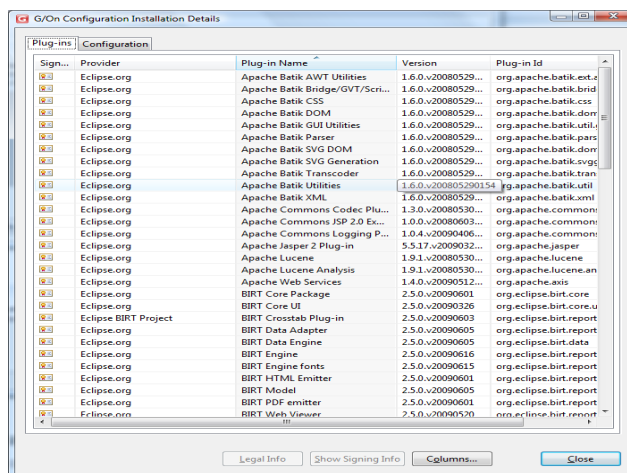 G/On Configuration Installation Details
Plug-ins Configuration
Sign... Provider Plug-in Name Version Plug-in Id
Eclipse.org Apache Batik AWT Utilities 1.6.0.v20080529... org.apache.batik.ext.a
Eclipse.org Apache Batik Bridge/GVT/Scri... 1.6.0.v20080529... org.apache.batik.brid
Eclipse.org Apache Batik CSS 1.6.0.v20080529... org.apache.batik.css
Eclipse.org Apache Batik DOM 1.6.0.v20080529... org.apache.batik.dom
Eclipse.org Apache Batik GUI Utilities 1.6.0.v20080529... org.apache.batik.util.
Eclipse.org Apache Batik Parser 1.6.0.v20080529... org.apache.batik.pars
Eclipse.org Apache Batik SVG DOM 1.6.0.v20080529... org.apache.batik.dom
Eclipse.org Apache Batik SVG Generation 1.6.0.v20080529... org.apache.batik.svgg
Eclipse.org Apache Batik Transcoder 1.6.0.v20080529... org.apache.batik.tran
Eclipse.org Apache Batik Utilities 1.6.0.v200805290154 org.apache.batik.util
Eclipse.org Apache Batik XML 1.6.0.v20080529... org.apache.batik.xml
Eclipse.org Apache Commons Codec Plu... 1.3.0.v20080530... org.apache.common
Eclipse.org Apache Commons JSP 2.0 Ex... 1.0.0.v20080603... org.apache.common
Eclipse.org Apache Commons Logging P... 1.0.4.v20090406... org.apache.common
Eclipse.org Apache Jasper 2 Plug-in 5.5.17.v2009032... org.apache.jasper
Eclipse.org Apache Lucene 1.9.1.v20080530... org.apache.lucene
Eclipse.org Apache Lucene Analysis 1.9.1.v20080530... org.apache.lucene.an
Eclipse.org Apache Web Services 1.4.0.v20090512... org.apache.axis
Eclipse.org BIRT Core Package 2.5.0.v20090601 org.eclipse.birt.core
Eclipse.org BIRT Core UI 2.5.0.v20090326 org.eclipse.birt.core.u
Eclipse BIRT Project BIRT Crosstab Plug-in 2.5.0.v20090603 org.eclipse.birt.report
Eclipse.org BIRT Data Adapter 2.5.0.v20090605 org.eclipse.birt.report
Eclipse.org BIRT Data Engine 2.5.0.v20090605 org.eclipse.birt.data
Eclipse.org BIRT Engine 2.5.0.v20090616 org.eclipse.birt.report
Eclipse.org BIRT Engine fonts 2.5.0.v20090615 org.eclipse.birt.report
Eclipse.org BIRT HTML Emitter 2.5.0.v20090601 org.eclipse.birt.report
Eclipse.org BIRT Model 2.5.0.v20090605 org.eclipse.birt.report
Eclipse.org BIRT PDF emitter 2.5.0.v20090601 org.eclipse.birt.report
Eclipse.org BIRT Web Viewer 2.5.0.v20090520 org.eclipse.birt.report
Legal Info Show Signing Info Columns... Close